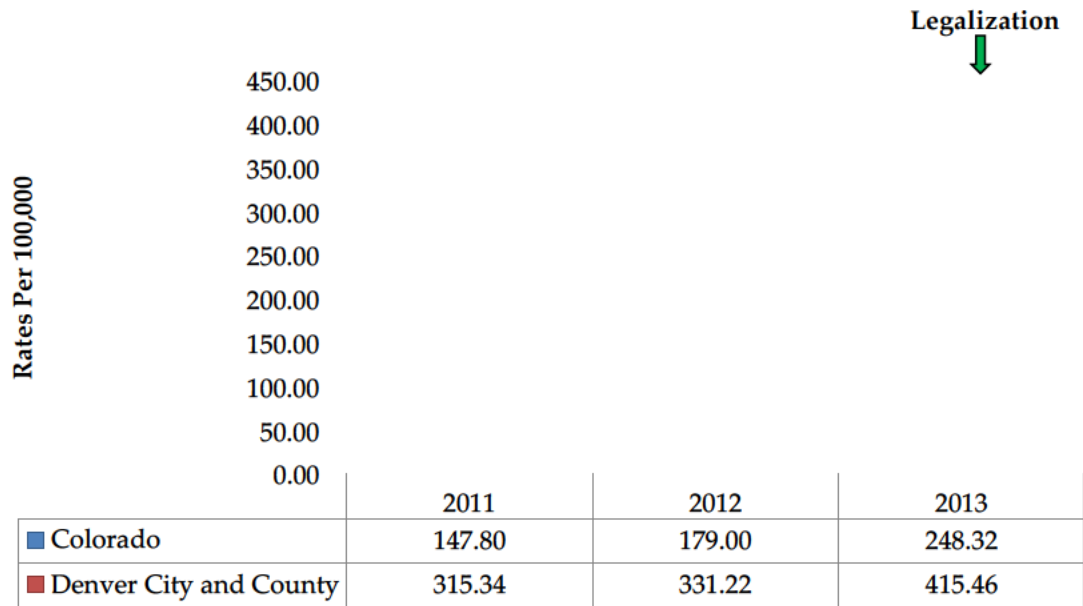 Legalization
Rates Per 100,000
450.00
400.00
350.00
300.00
250.00
200.00
150.00
100.00
50.00
0.00
2011 2012 2013
Colorado 147.80 179.00 248.32
Denver City and County 315.34 331.22 415.46